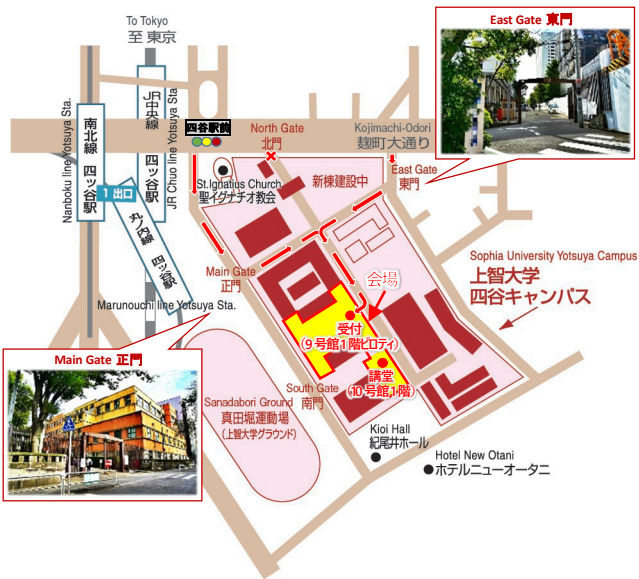 To Tokyo
至 東京
East Gate 東門
Nanboku line Yotsuya Sta.
南北線 四ッ谷駅
JR中央線 四ッ谷駅
JR Chuo line Yotsuya Sta.
四谷駅前
North Gate
北門
Kojimachi-Odori
麹町大通り
East Gate
東門
1 出口
丸ノ内線 四ッ谷駅
St.Ignatius Church
聖イグナチオ教会
新棟建設中
Main Gate
正門
Marunouchi line Yotsuya Sta.
Sophia University Yotsuya Campus
上智大学
四谷キャンパス
会場
受付
(9号館1階ピロティ)
講堂
(10号館1階)
Main Gate 正門
South Gate
南門
Sanadabori Ground
真田堀運動場
(上智大学グラウンド)
Kioi Hall
紀尾井ホール
Hotel New Otani
ホテルニューオータニ